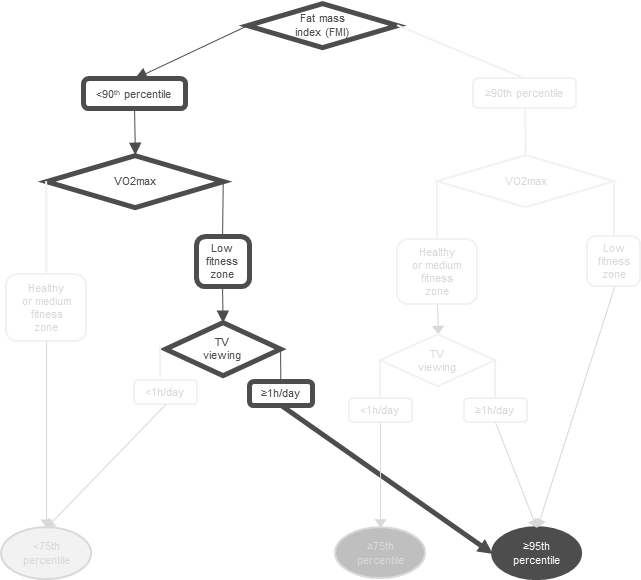 Fat mass
index (FMI)
<90th percentile
≥90th percentile
VO2max
VO2max
Low
fitness
zone
Healthy
or medium
fitness
zone
Low
fitness
zone
Healthy
or medium
fitness
zone
TV
viewing
TV
viewing
<1h/day
≥1h/day
<1h/day
≥1h/day
<75th
percentile
≥75th
percentile
≥95th
percentile